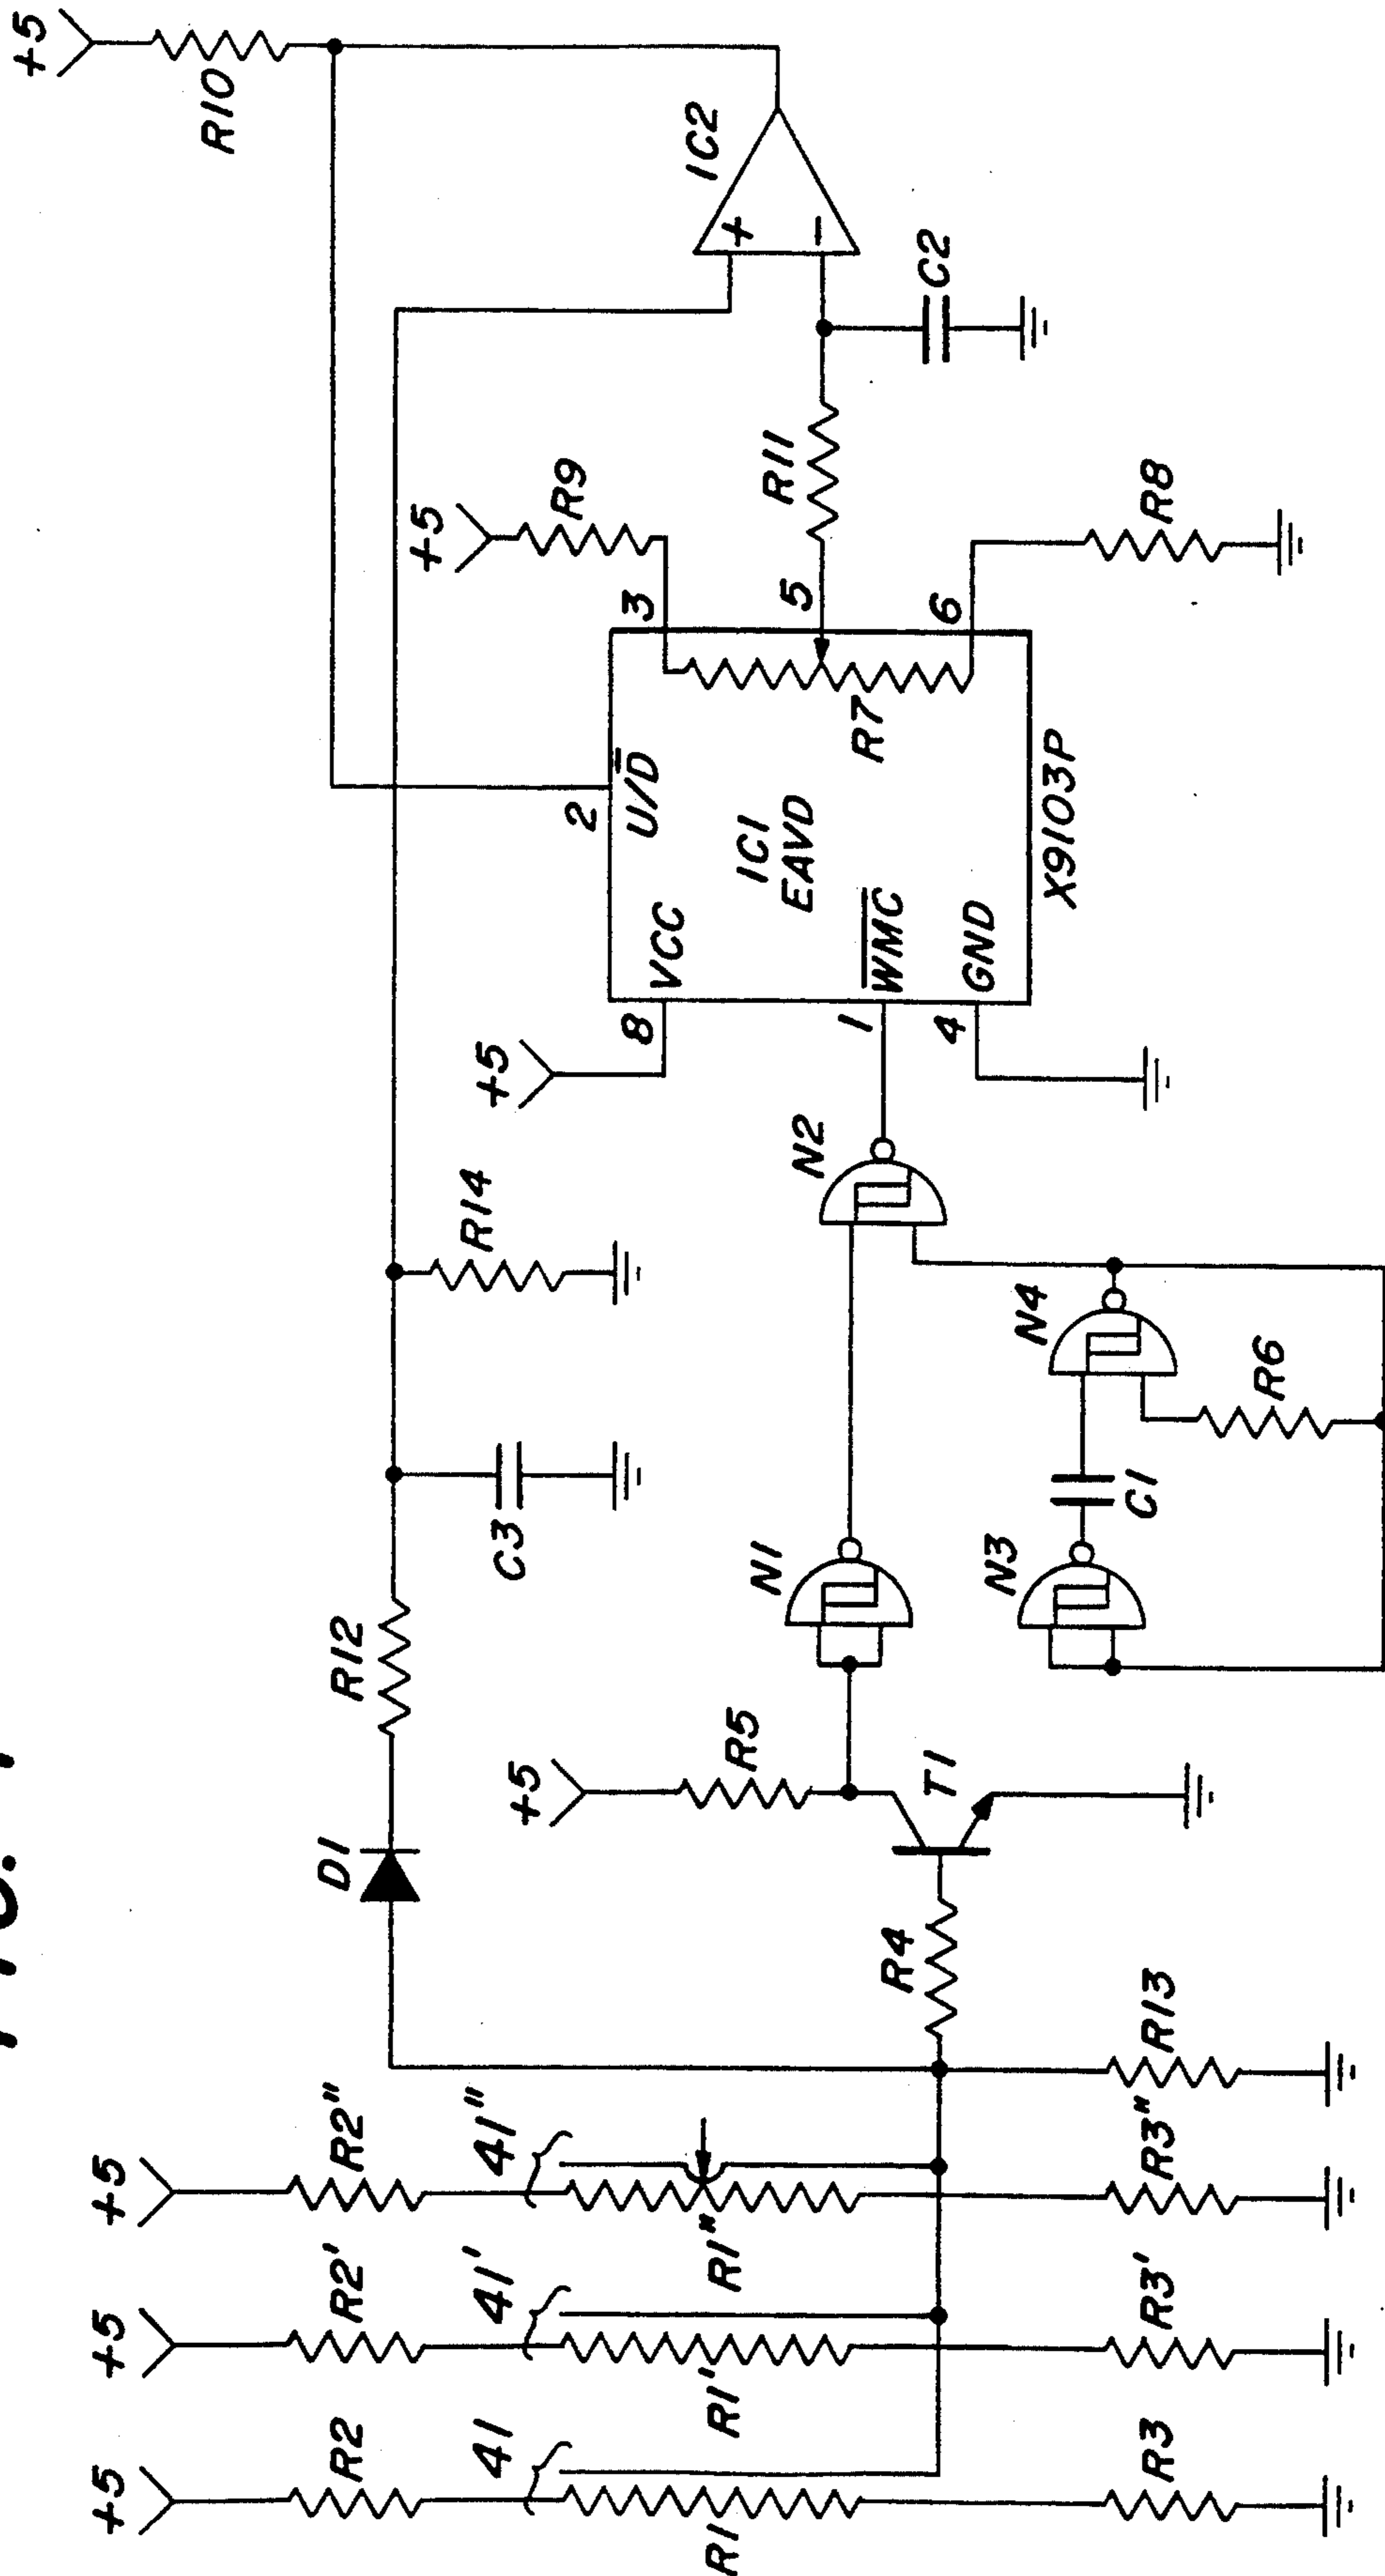 +5
R10
IC2
C2
+5
R9
R11
R8
3
5
6
R7
2
U/D̅
IC1
EAVD
X9103P
VCC
W̅M̅C̅
GND
8
1
4
+5
N2
R14
N4
R6
C3
C1
N1
N3
R12
R5
+5
T1
D1
R4
R13
+5
R2"
41"
R1"
R3"
+5
R2'
41'
R1'
R3'
+5
R2
41
R1
R3